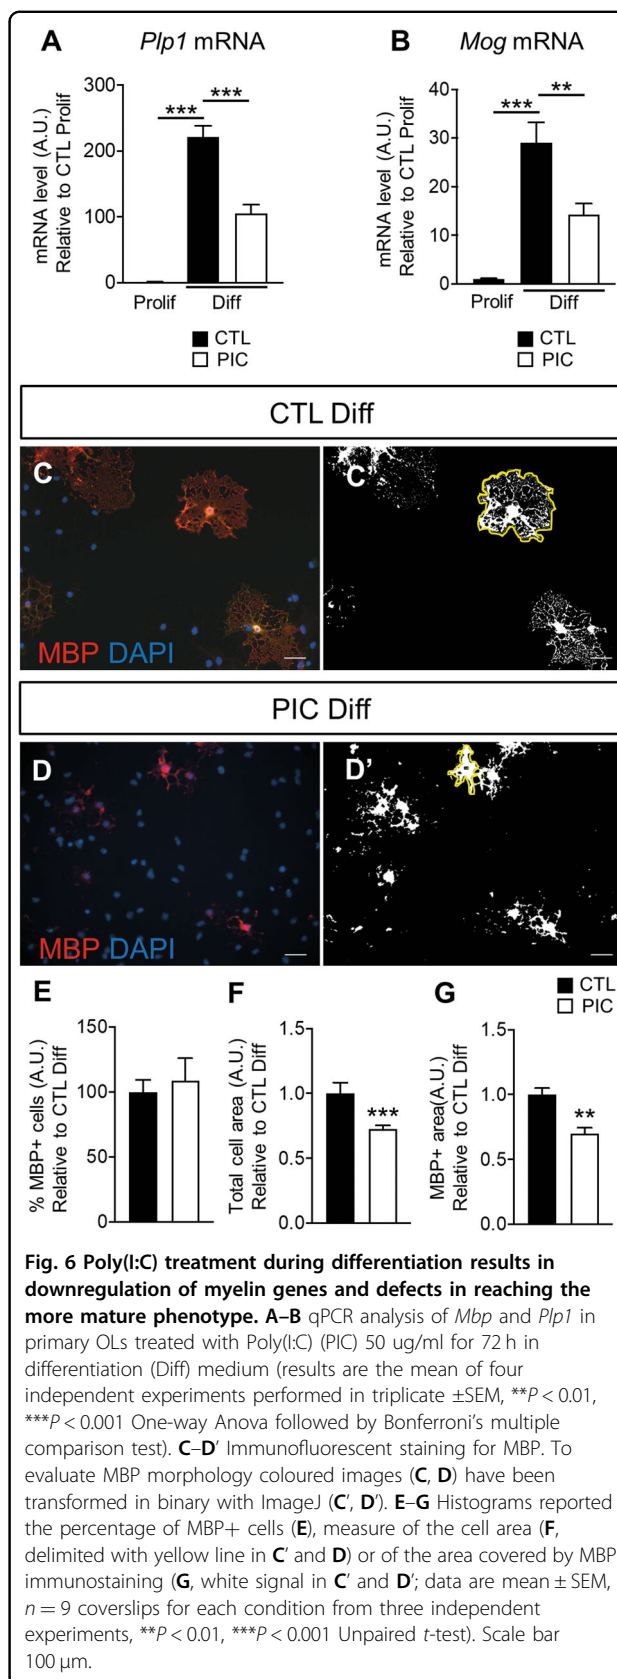 A
Plp1 mRNA
mRNA level (A.U.)
Relative to CTL Prolif
300
200
100
0
***
***
Prolif
Diff
CTL
PIC
B
Mog mRNA
mRNA level (A.U.)
Relative to CTL Prolif
40
30
20
10
0
***
**
Prolif
Diff
CTL
PIC
CTL Diff
C
MBP DAPI
C'
PIC Diff
D
MBP DAPI
D'
CTL
PIC
E
% MBP+ cells (A.U.)
Relative to CTL Diff
150
100
50
0
F
Total cell area (A.U.)
Relative to CTL Diff
1.5
1.0
0.5
0.0
***
G
MBP+ area(A.U.)
Relative to CTL Diff
1.5
1.0
0.5
0.0
**
Fig. 6 Poly(I:C) treatment during differentiation results in
downregulation of myelin genes and defects in reaching the
more mature phenotype. A–B qPCR analysis of Mbp and Plp1 in
primary OLs treated with Poly(I:C) (PIC) 50 ug/ml for 72 h in
differentiation (Diff) medium (results are the mean of four
independent experiments performed in triplicate ±SEM, **P < 0.01,
***P < 0.001 One-way Anova followed by Bonferroni's multiple
comparison test). C–D' Immunofluorescent staining for MBP. To
evaluate MBP morphology coloured images (C, D) have been
transformed in binary with ImageJ (C', D'). E–G Histograms reported
the percentage of MBP+ cells (E), measure of the cell area (F,
delimited with yellow line in C' and D) or of the area covered by MBP
immunostaining (G, white signal in C' and D'; data are mean ± SEM,
n = 9 coverslips for each condition from three independent
experiments, **P < 0.01, ***P < 0.001 Unpaired t-test). Scale bar
100 μm.